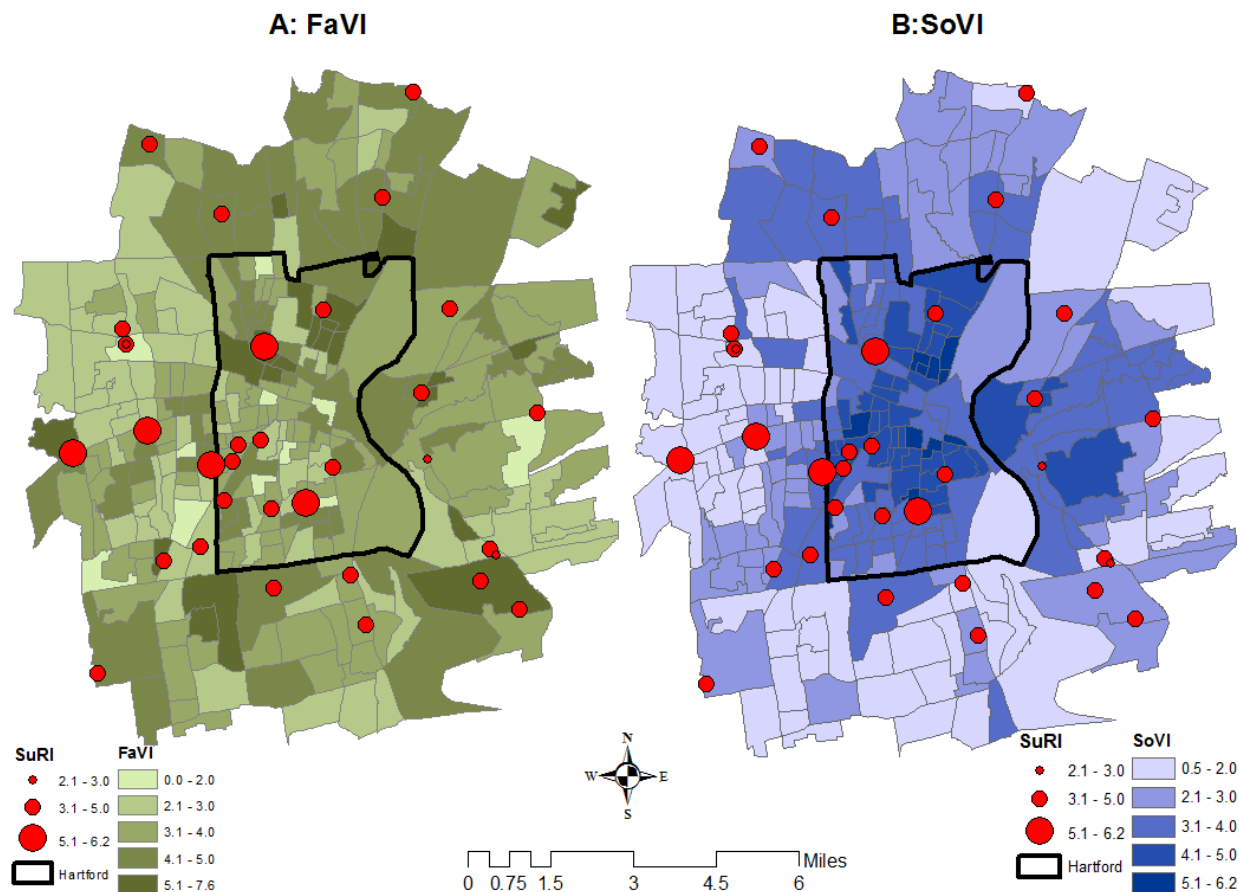 A: FaVI
B:SoVI
SuRI
2.1 - 3.0
3.1 - 5.0
5.1 - 6.2
Hartford
FaVI
0.0 - 2.0
2.1 - 3.0
3.1 - 4.0
4.1 - 5.0
5.1 - 7.6
N
W
E
S
Miles
0 0.75 1.5 3 4.5 6
SuRI
2.1 - 3.0
3.1 - 5.0
5.1 - 6.2
Hartford
SoVI
0.5 - 2.0
2.1 - 3.0
3.1 - 4.0
4.1 - 5.0
5.1 - 6.2